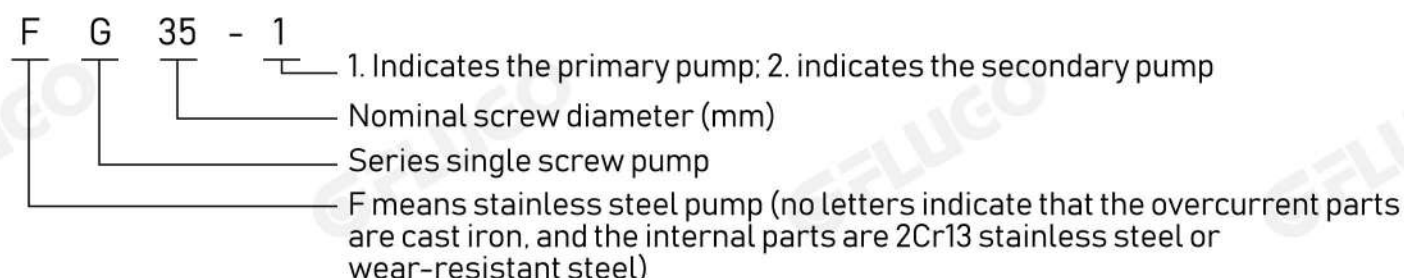 F G 35 - 1
1. Indicates the primary pump; 2. indicates the secondary pump
Nominal screw diameter (mm)
Series single screw pump
F means stainless steel pump (no letters indicate that the overcurrent parts
are cast iron, and the internal parts are 2Cr13 stainless steel or
wear-resistant steel)